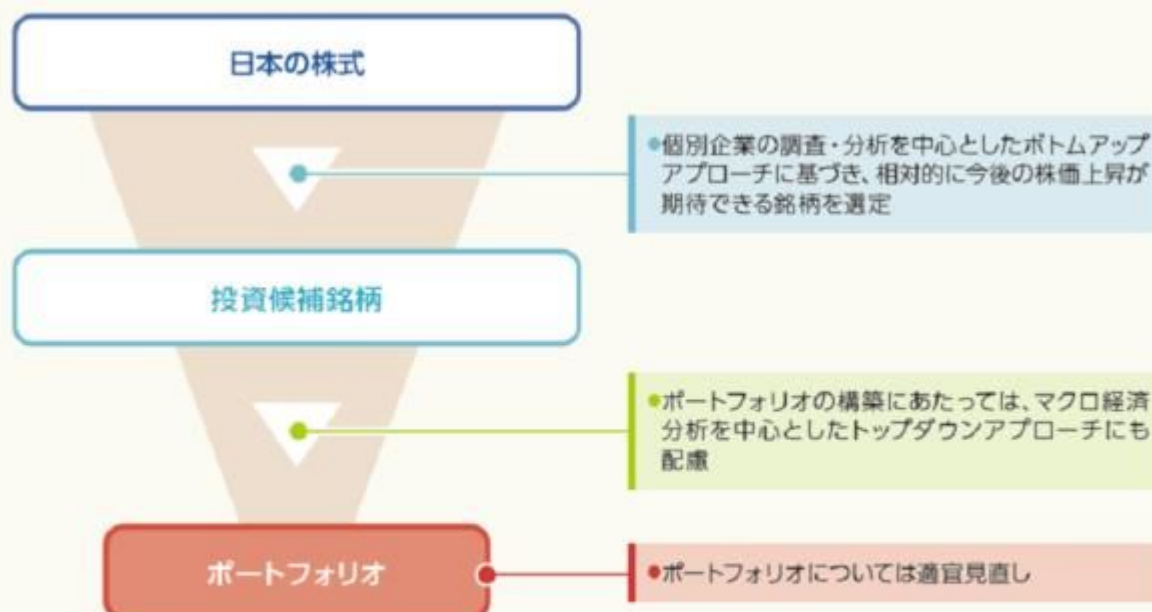 日本の株式
●個別企業の調査・分析を中心としたボトムアップ
アプローチに基づき、相対的に今後の株価上昇が
期待できる銘柄を選定
投資候補銘柄
●ポートフォリオの構築にあたっては、マクロ経済
分析を中心としたトップダウンアプローチにも
配慮
ポートフォリオ
●ポートフォリオについては適宜見直し